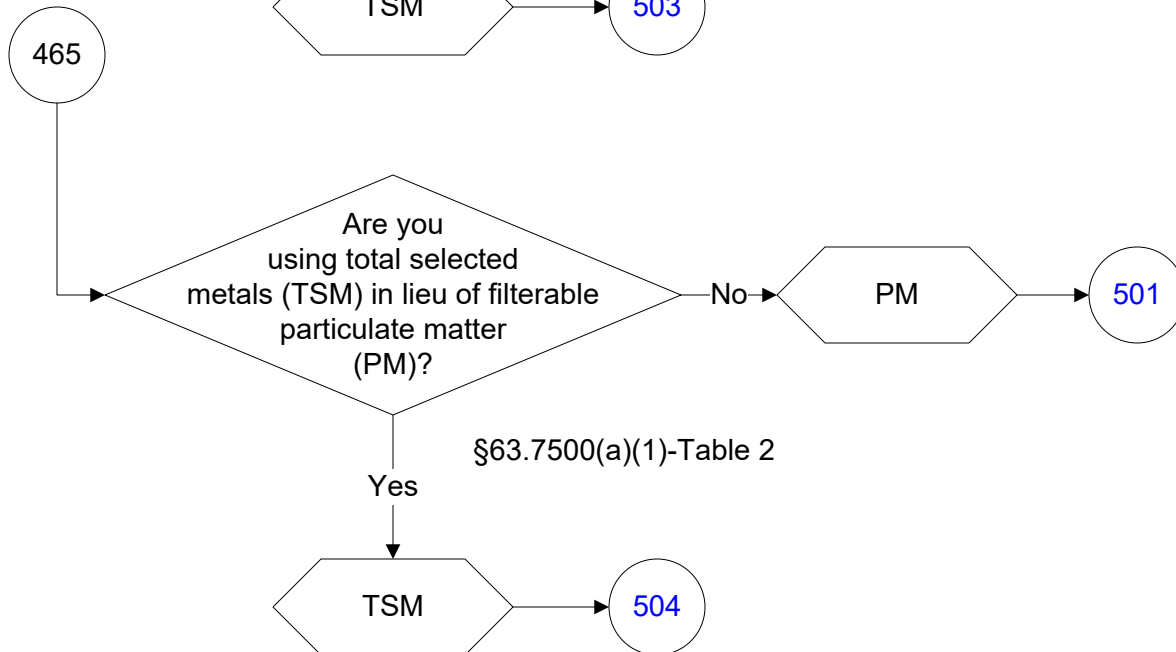 TSM
503
465
Are you
using total selected
metals (TSM) in lieu of filterable
particulate matter
(PM)?
No
PM
501
§63.7500(a)(1)-Table 2
Yes
TSM
504